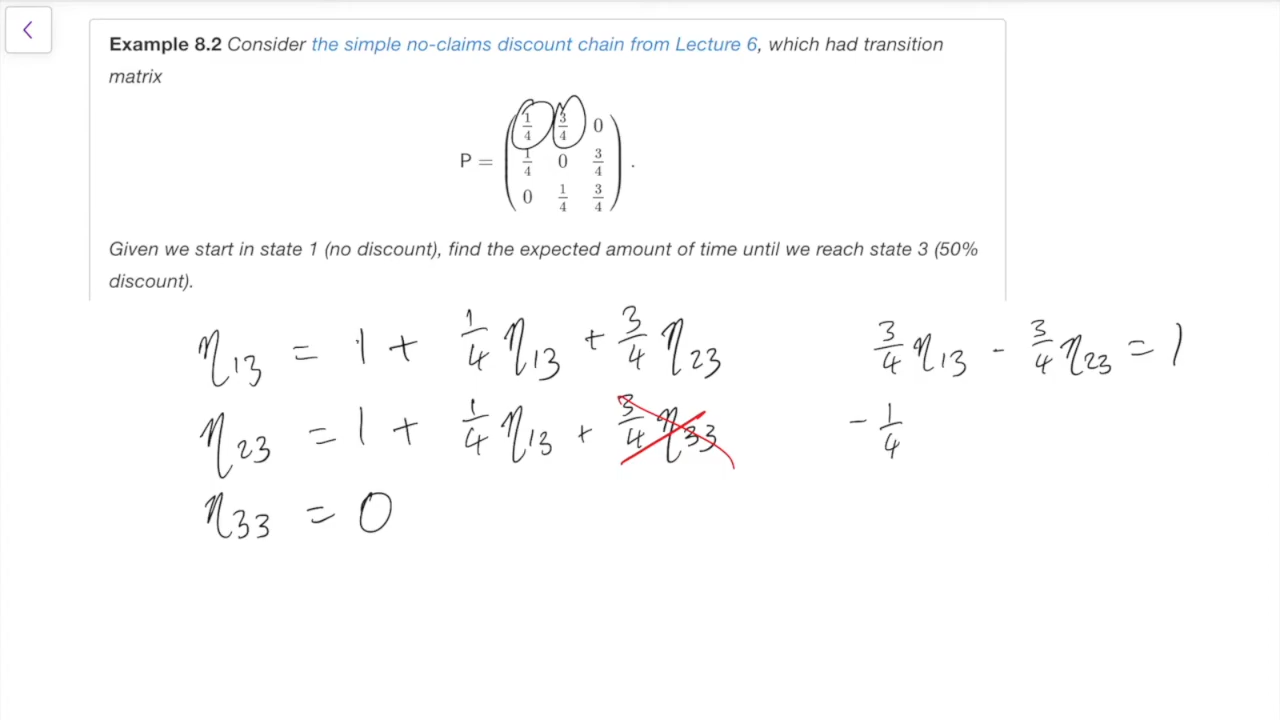 Example 8.2 Consider the simple no-claims discount chain from Lecture 6, which had transition
matrix
P = ( 1/4 3/4 0
1/4 0 3/4
0 1/4 3/4 ) .
Given we start in state 1 (no discount), find the expected amount of time until we reach state 3 (50%
discount).
η13 = 1 + 1/4 η13 + 3/4 η23
3/4 η13 - 3/4 η23 = 1
η23 = 1 + 1/4 η13 + 3/4 η33
- 1/4
η33 = 0